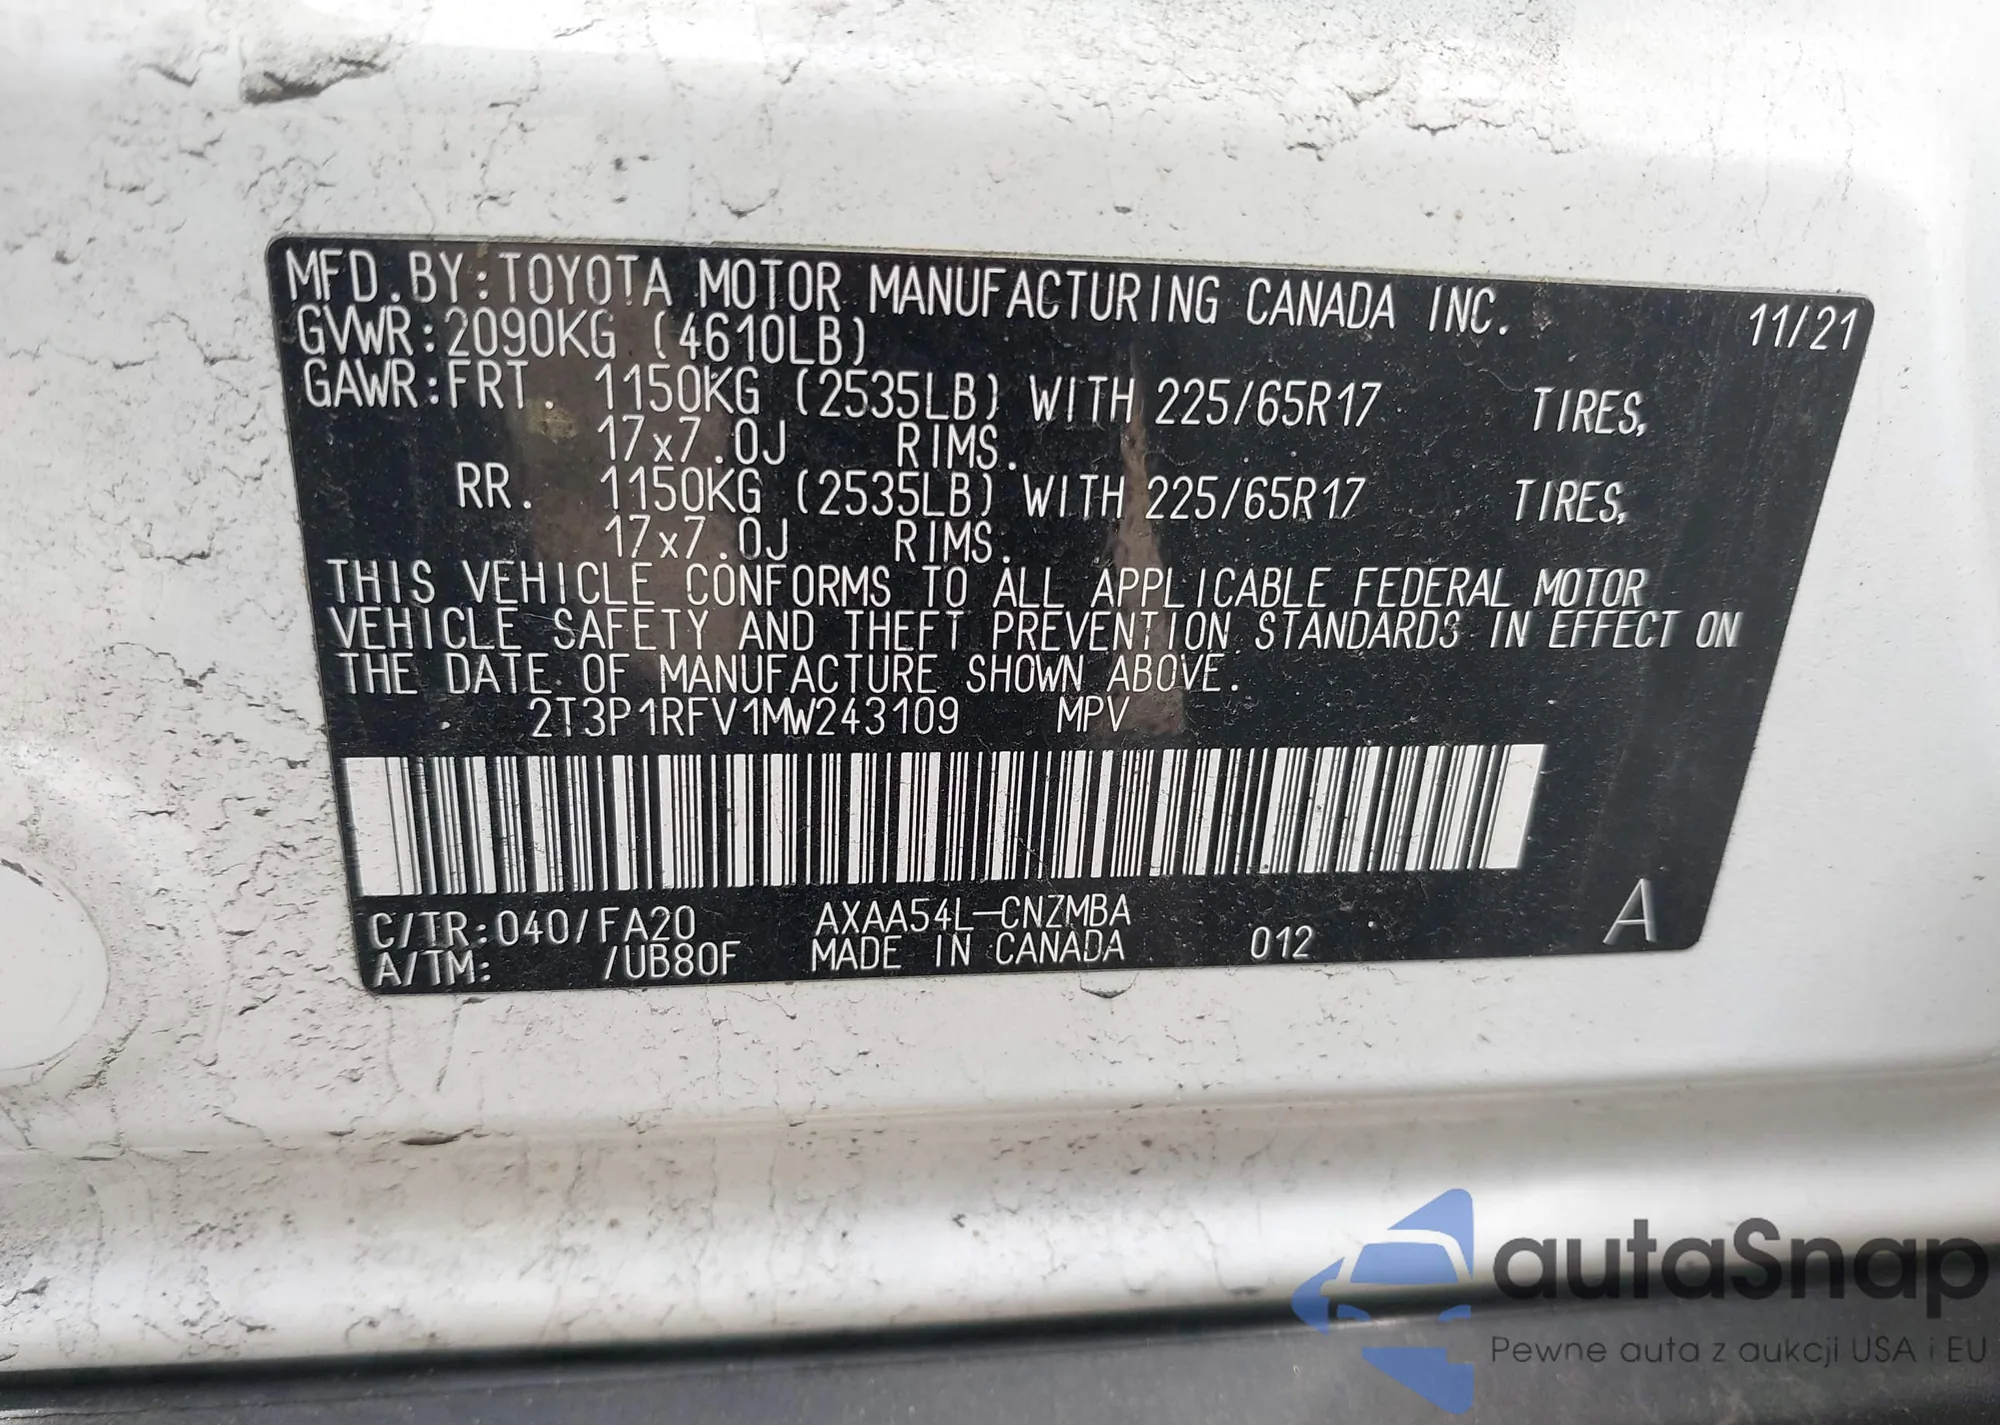 MFD.BY:TOYOTA MOTOR MANUFACTURING CANADA INC. 11/21
GVWR:2090KG (4610LB)
GAWR:FRT. 1150KG (2535LB) WITH 225/65R17 TIRES,
17x7.0J RIMS.
RR. 1150KG (2535LB) WITH 225/65R17 TIRES,
17x7.0J RIMS.
THIS VEHICLE CONFORMS TO ALL APPLICABLE FEDERAL MOTOR
VEHICLE SAFETY AND THEFT PREVENTION STANDARDS IN EFFECT ON
THE DATE OF MANUFACTURE SHOWN ABOVE.
2T3P1RFV1MW243109 MPV
C/TR:040/FA20 AXAA54L-CNZMBA A
A/TM: /UB80F MADE IN CANADA 012
autaSnap
Pewne auta z aukcji USA i EU